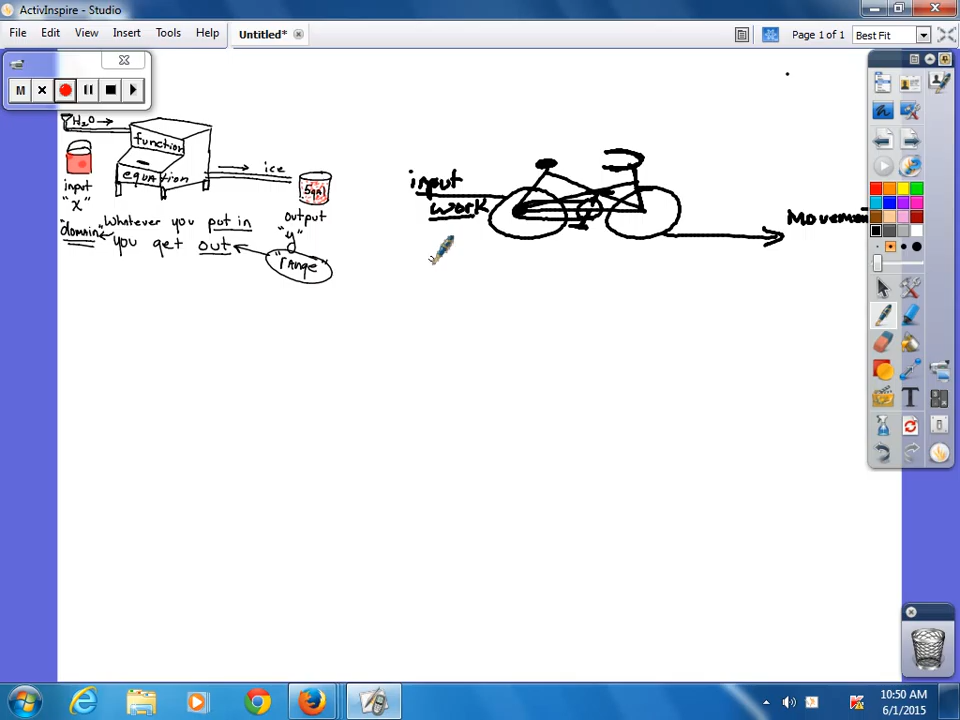 ActivInspire - Studio
File Edit View Insert Tools Help
Untitled*
Page 1 of 1
Best Fit
M
H2O
function
equation
input
"x"
ice
5gal
output
"y"
"domain"
Whatever you put in
you get out
"range"
input
work
Movemen
T
10:50 AM
6/1/2015